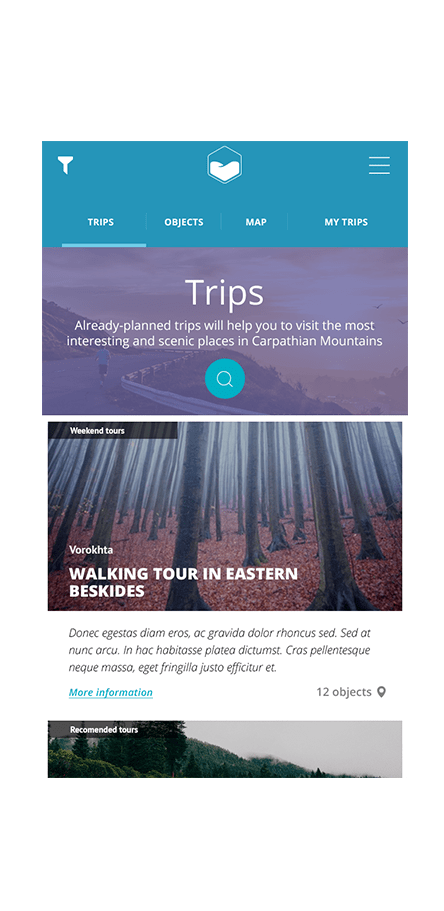 TRIPS OBJECTS MAP MY TRIPS
Trips
Already-planned trips will help you to visit the most
interesting and scenic places in Carpathian Mountains
Weekend tours
Vorokhta
WALKING TOUR IN EASTERN
BESKIDES
Donec egestas diam eros, ac gravida dolor rhoncus sed. Sed at
nunc arcu. In hac habitasse platea dictumst. Cras pellentesque
neque massa, eget fringilla justo efficitur et.
More information 12 objects
Recomended tours